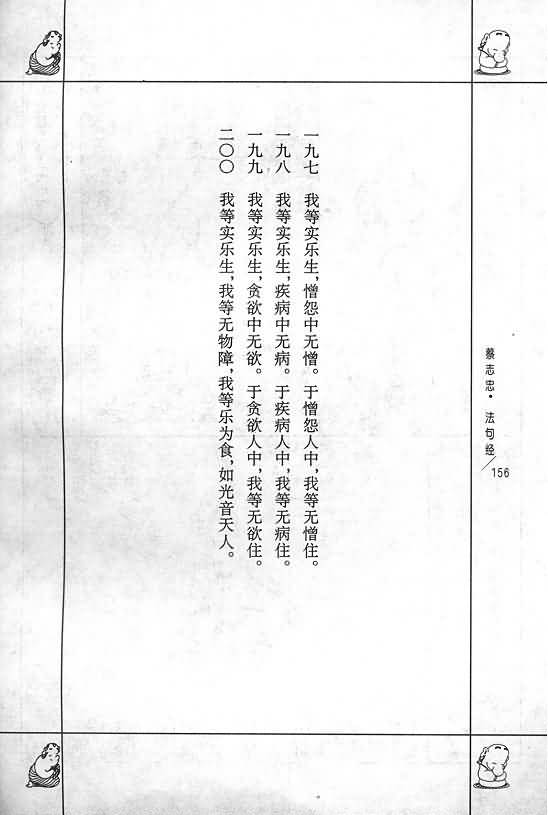 一九七　我等实乐生，憎怨中无憎。于憎怨人中，我等无憎住。
一九八　我等实乐生，疾病中无病。于疾病人中，我等无病住。
一九九　我等实乐生，贪欲中无欲。于贪欲人中，我等无欲住。
二〇〇　我等实乐生，我等无物障，我等乐为食，如光音天人。
蔡志忠·法句经/156